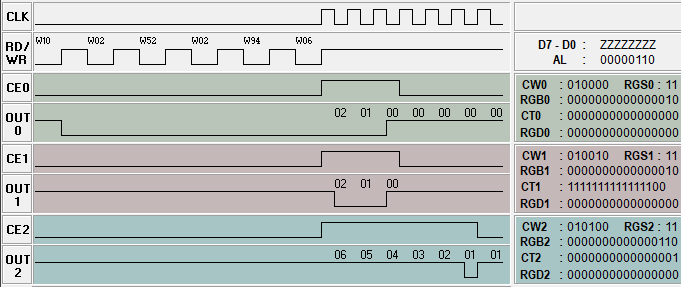 CLK
RD/
WR
W10 W02 W52 W02 W94 W06
D7 - D0 : ZZZZZZZZ
AL : 00000110
CE0
OUT
0
02 01 00 00 00 00 00
CW0 : 010000 RGS0 : 11
RGB0 : 0000000000000010
CT0 : 0000000000000000
RGD0 : 0000000000000000
CE1
OUT
1
02 01 00
CW1 : 010010 RGS1 : 11
RGB1 : 0000000000000010
CT1 : 1111111111111100
RGD1 : 0000000000000000
CE2
OUT
2
06 05 04 03 02 01 01
CW2 : 010100 RGS2 : 11
RGB2 : 0000000000000110
CT2 : 0000000000000001
RGD2 : 0000000000000000